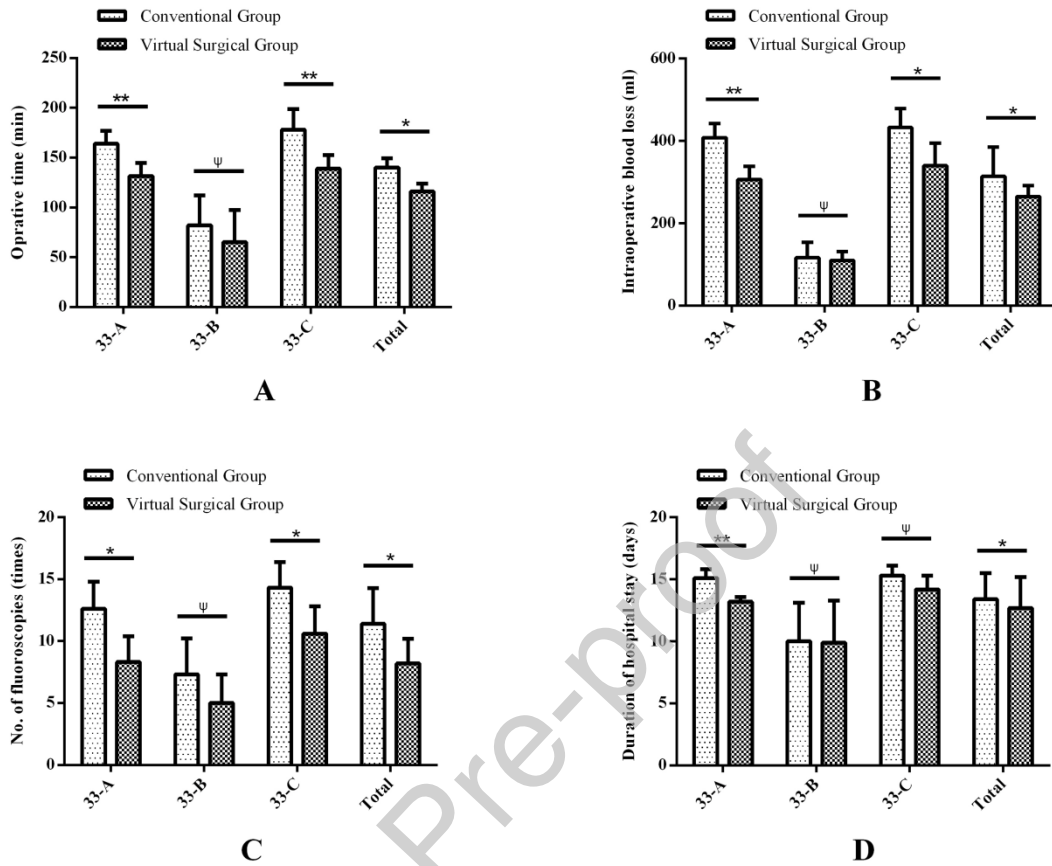 Conventional Group
Virtual Surgical Group
Oprative time (min)
250
200
150
100
50
0
**
ψ
**
*
33-A
33-B
33-C
Total
A
Conventional Group
Virtual Surgical Group
Intraoperative blood loss (ml)
600
400
200
0
**
ψ
*
*
33-A
33-B
33-C
Total
B
Conventional Group
Virtual Surgical Group
No. of fluoroscopies (times)
20
15
10
5
0
*
ψ
*
*
33-A
33-B
33-C
Total
C
Conventional Group
Virtual Surgical Group
Duration of hospital stay (days)
20
15
10
5
0
**
ψ
ψ
*
33-A
33-B
33-C
Total
D
Pre-proof